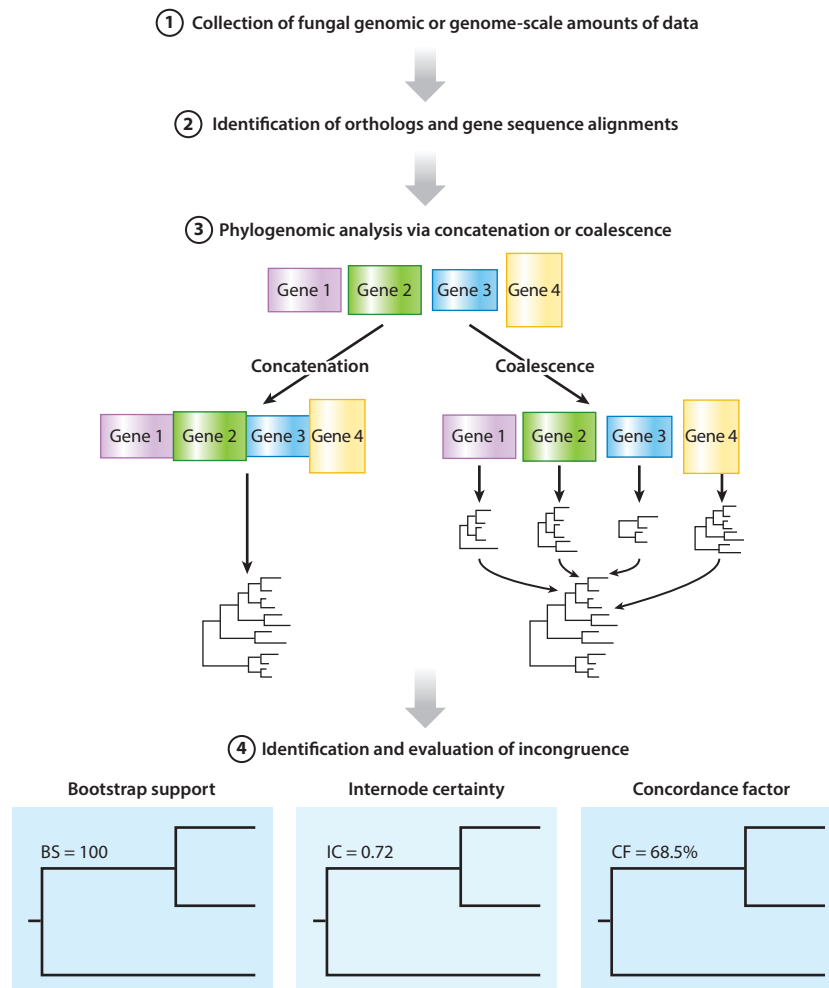 1 Collection of fungal genomic or genome-scale amounts of data
2 Identification of orthologs and gene sequence alignments
3 Phylogenomic analysis via concatenation or coalescence
Gene 1 Gene 2 Gene 3 Gene 4
Concatenation Coalescence
Gene 1 Gene 2 Gene 3 Gene 4 Gene 1 Gene 2 Gene 3 Gene 4
4 Identification and evaluation of incongruence
Bootstrap support Internode certainty Concordance factor
BS = 100 IC = 0.72 CF = 68.5%